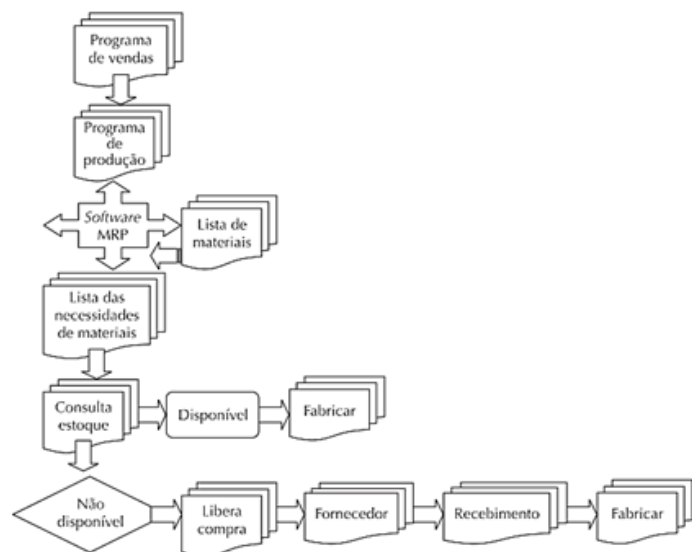 Programa
de vendas
Programa
de
produção
Software
MRP
Lista de
materiais
Lista das
necessidades
de materiais
Consulta
estoque
Disponível
Fabricar
Não
disponível
Libera
compra
Fornecedor
Recebimento
Fabricar